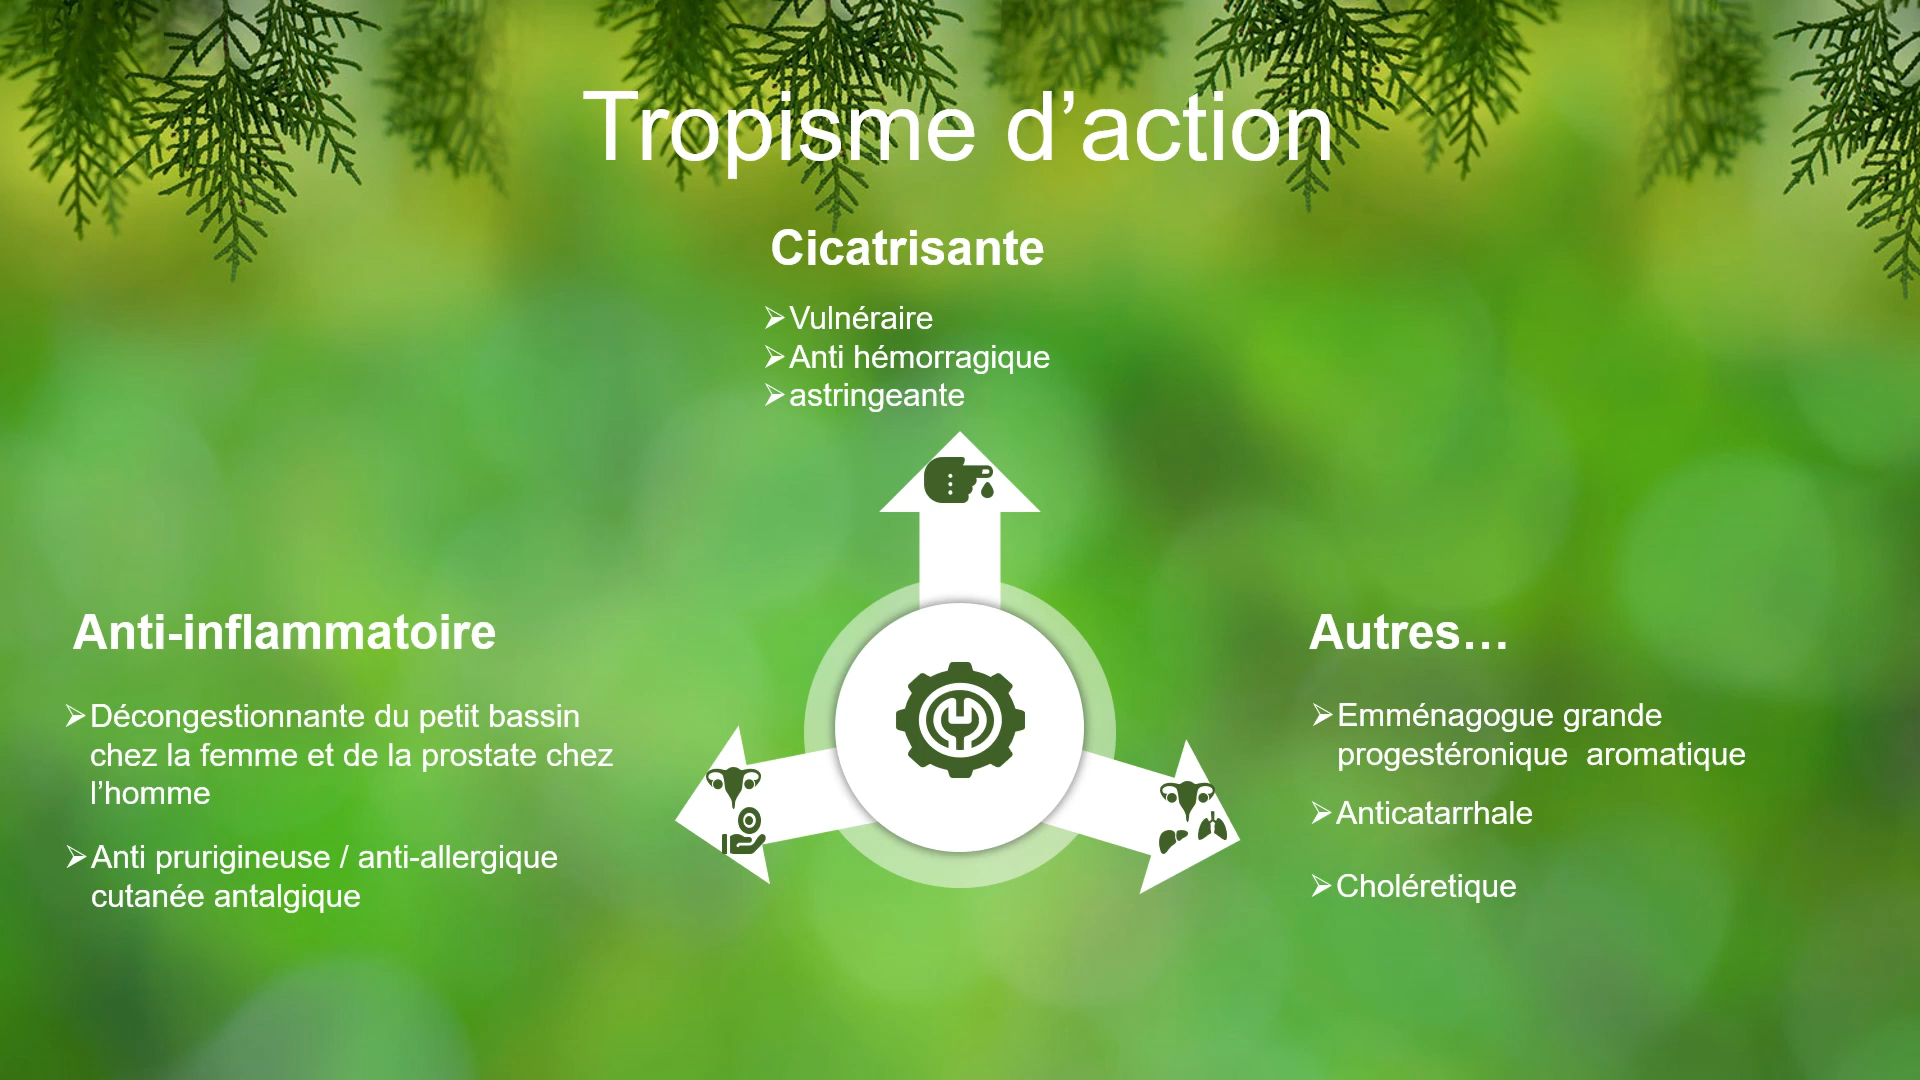 Tropisme d’action
Cicatrisante
➢Vulnéraire
➢Anti hémorragique
➢astringeante
Anti-inflammatoire
➢Décongestionnante du petit bassin
chez la femme et de la prostate chez
l’homme
➢Anti prurigineuse / anti-allergique
cutanée antalgique
Autres…
➢Emménagogue grande
progestéronique  aromatique
➢Anticatarrhale
➢Choléretique